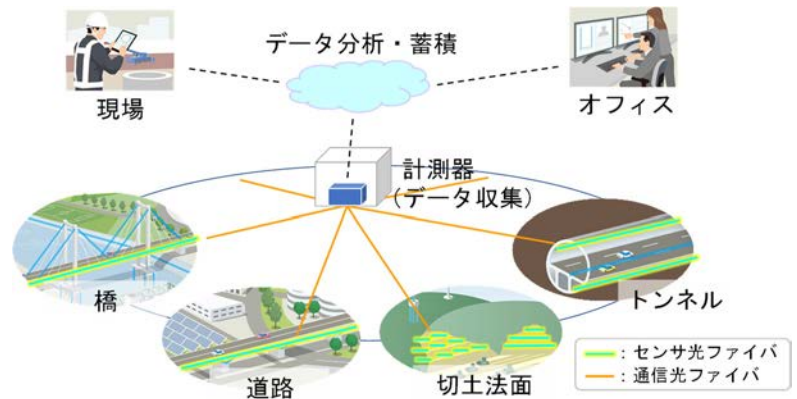 データ分析・蓄積
現場
オフィス
計測器
（データ収集）
橋
トンネル
道路
切土法面
：センサ光ファイバ
：通信光ファイバ